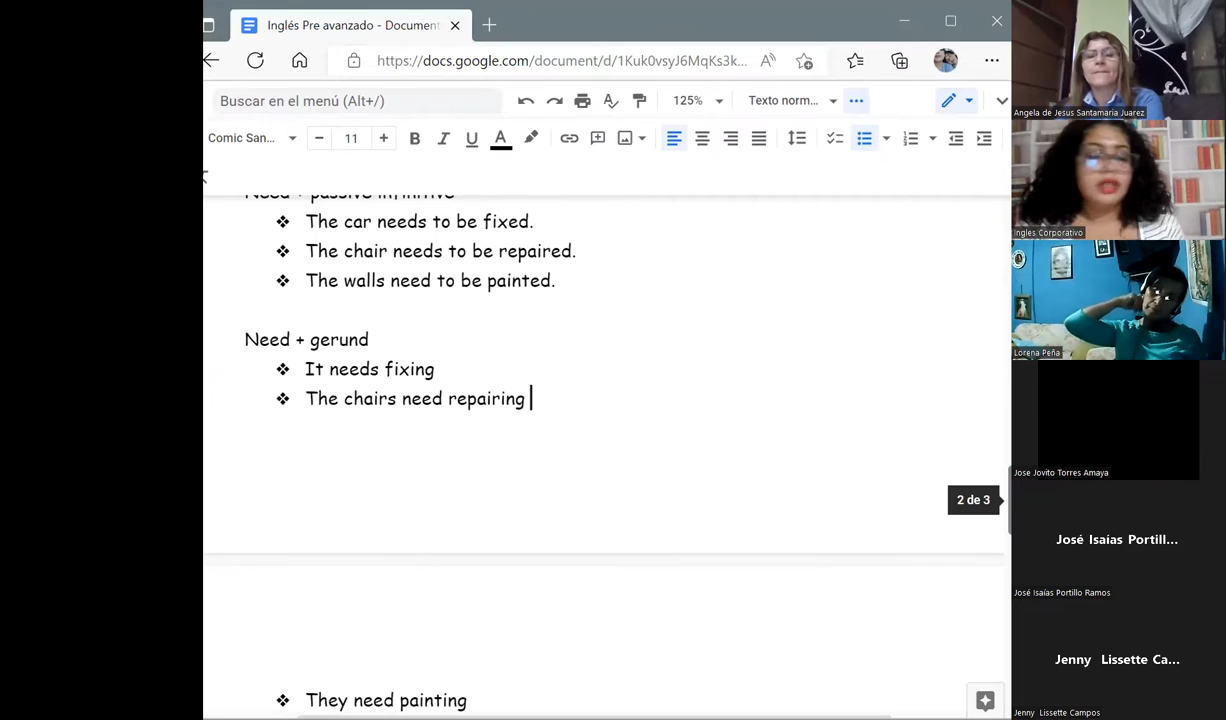 Inglés Pre avanzado - Document
https://docs.google.com/document/d/1Kuk0vsyJ6MqKs3k...
Buscar en el menú (Alt+/)
125%
Texto norm...
Comic San...
11
Need + passive infinitive
❖ The car needs to be fixed.
❖ The chair needs to be repaired.
❖ The walls need to be painted.
Need + gerund
❖ It needs fixing
❖ The chairs need repairing
2 de 3
❖ They need painting
Angela de Jesus Santamaria Juarez
Ingles Corporativo
Lorena Peña
Jose Jovito Torres Amaya
José Isaías Portill...
José Isaías Portillo Ramos
Jenny Lissette Ca...
Jenny Lissette Campos